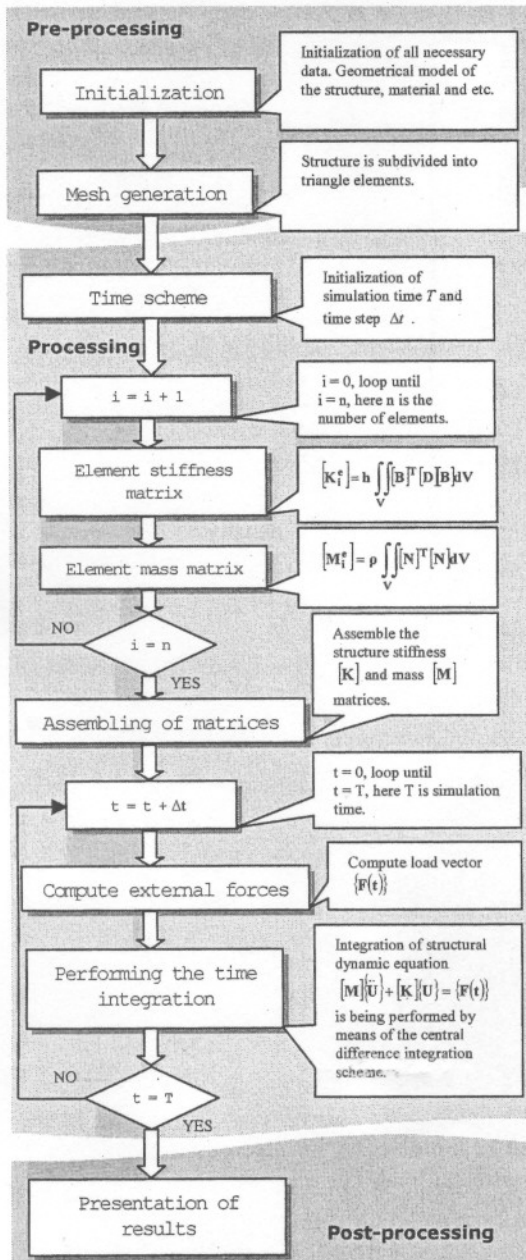 Pre-processing
Initialization
Initialization of all necessary
data. Geometrical model of
the structure, material and etc.
Mesh generation
Structure is subdivided into
triangle elements.
Time scheme
Initialization of
simulation time T and
time step Δt .
Processing
i = i + 1
i = 0, loop until
i = n, here n is the
number of elements.
Element stiffness
matrix
[K_i^e] = h ∫∫_V [B]^T [D][B]dV
Element mass matrix
[M_i^e] = ρ ∫∫_V [N]^T [N]dV
NO
i = n
YES
Assemble the
structure stiffness
[K] and mass [M]
matrices.
Assembling of matrices
t = t + Δt
t = 0, loop until
t = T, here T is simulation
time.
Compute external forces
Compute load vector
{F(t)}
Performing the time
integration
Integration of structural
dynamic equation
[M]{Ü} + [K]{U} = {F(t)}
is being performed by
means of the central
difference integration
scheme.
NO
t = T
YES
Presentation of
results
Post-processing